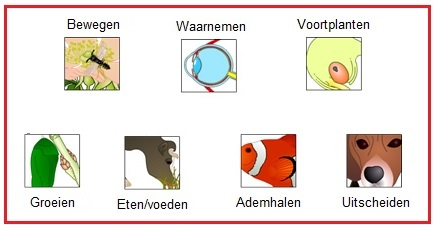 Bewegen
Waarnemen
Voortplanten
Groeien
Eten/voeden
Ademhalen
Uitscheiden